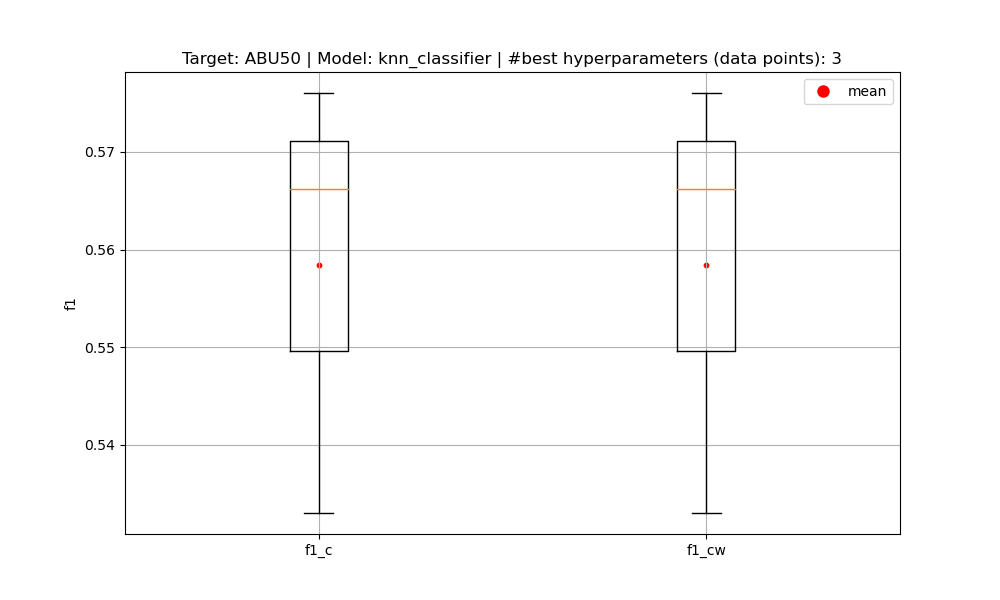 Target: ABU50 | Model: knn_classifier | #best hyperparameters (data points): 3
mean
0.57
0.56
0.55
0.54
f1
f1_c
f1_cw